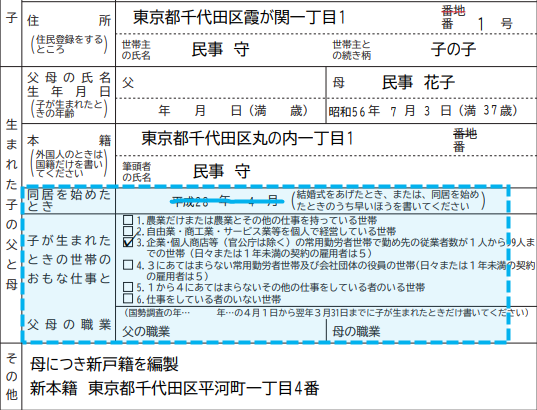 子
住所
(住民登録をするところ)
東京都千代田区霞が関一丁目1
番地
番 1 号
世帯主の氏名
民事 守
世帯主との続き柄
子の子
生まれた子の父と母
父母の氏名
生年月日
(子が生まれたときの年齢)
父
母 民事 花子
年 月 日(満 歳)
昭和56年 7月 3日(満 37歳)
本籍
(外国人のときは国籍だけを書いてください)
東京都千代田区丸の内一丁目1
番地
番
筆頭者の氏名
民事 守
同居を始めたとき
平成28 年 4 月
(結婚式をあげたとき、または、同居を始め
たときのうち早いほうを書いてください)
子が生まれたときの世帯のおもな仕事と
□1.農業だけまたは農業とその他の仕事を持っている世帯
□2.自由業・商工業・サービス業等を個人で経営している世帯
☑3.企業・個人商店等(官公庁は除く)の常用勤労者世帯で勤め先の従業者数が1人から99人ま
での世帯(日々または1年未満の契約の雇用者は5)
□4.3にあてはまらない常用勤労者世帯及び会社団体の役員の世帯(日々または1年未満の契約
の雇用者は5)
□5.1から4にあてはまらないその他の仕事をしている者のいる世帯
□6.仕事をしている者のいない世帯
父母の職業
(国勢調査の年… 年…の4月1日から翌年3月31日までに子が生まれたときだけ書いてください)
父の職業
母の職業
その他
母につき新戸籍を編製
新本籍 東京都千代田区平河町一丁目4番